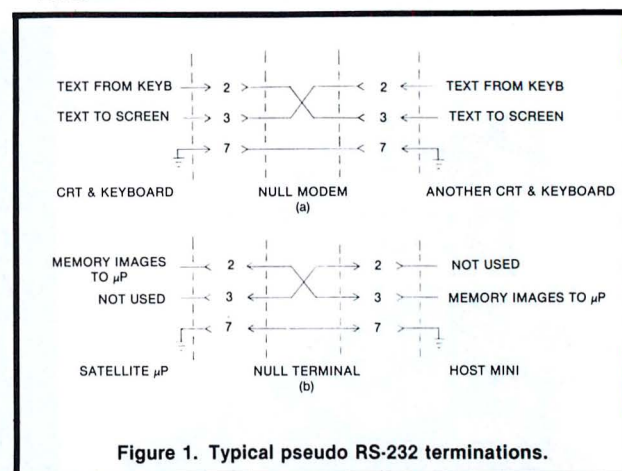 TEXT FROM KEYB 2 2 TEXT FROM KEYB
TEXT TO SCREEN 3 3 TEXT TO SCREEN
7 7
CRT & KEYBOARD NULL MODEM ANOTHER CRT & KEYBOARD
(a)
MEMORY IMAGES
TO µP 2 2 NOT USED
NOT USED 3 3 MEMORY IMAGES TO µP
7 7
SATELLITE µP NULL TERMINAL HOST MINI
(b)
Figure 1. Typical pseudo RS-232 terminations.